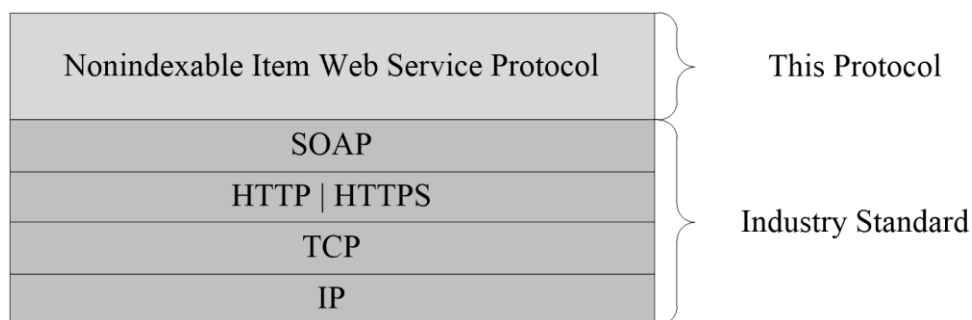 Nonindexable Item Web Service Protocol
This Protocol
SOAP
HTTP | HTTPS
TCP
IP
Industry Standard